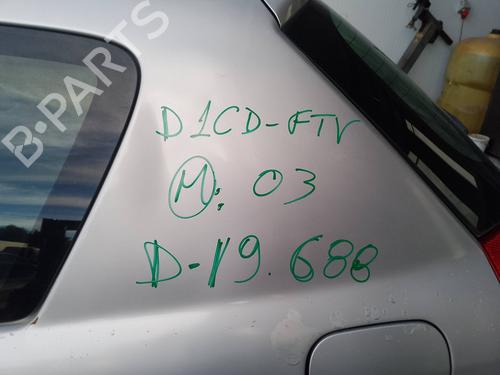 B-PARTS
D1CD-FTV
M: 03
D-19.688